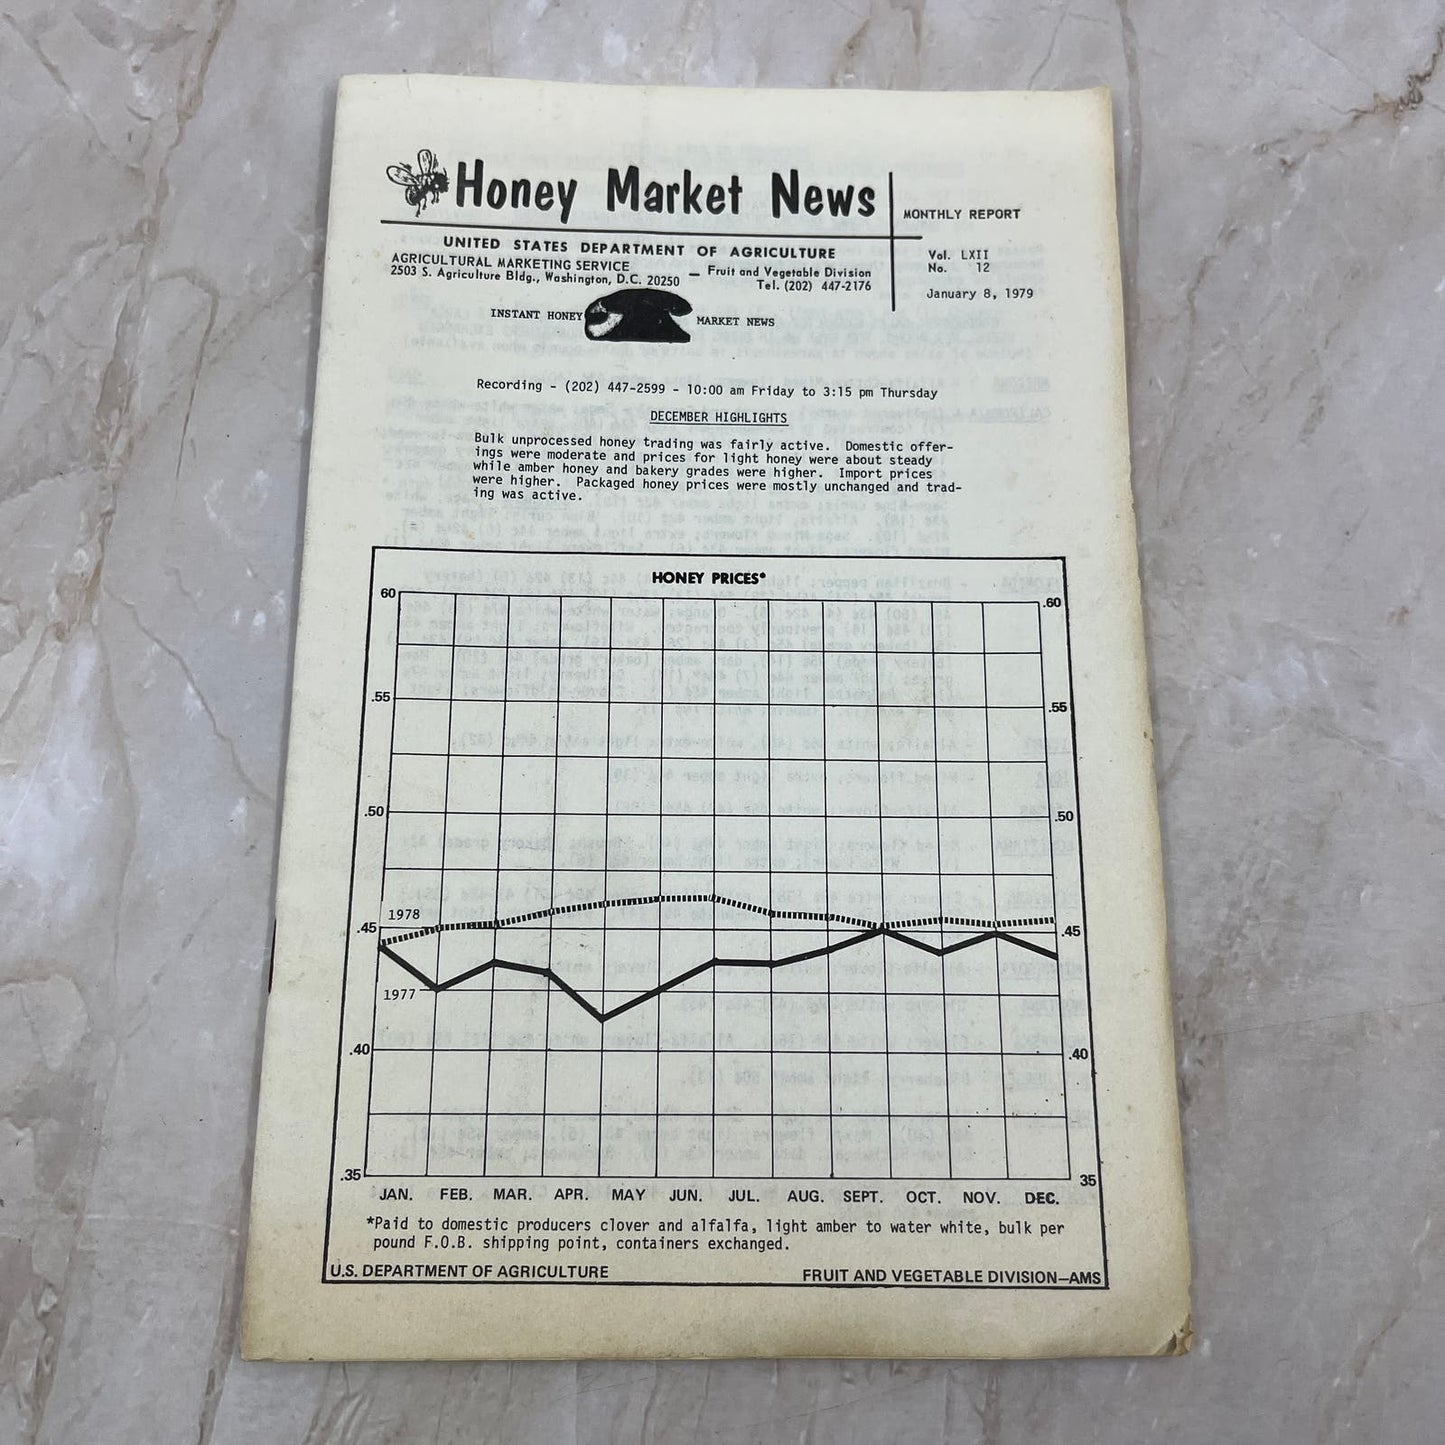 Honey Market News
MONTHLY REPORT
UNITED STATES DEPARTMENT OF AGRICULTURE
AGRICULTURAL MARKETING SERVICE
2503 S. Agriculture Bldg., Washington, D.C. 20250
— Fruit and Vegetable Division
Tel. (202) 447-2176
Vol. LXII
No. 12
January 8, 1979
INSTANT HONEY MARKET NEWS
Recording - (202) 447-2599 - 10:00 am Friday to 3:15 pm Thursday
DECEMBER HIGHLIGHTS
Bulk unprocessed honey trading was fairly active. Domestic offer-
ings were moderate and prices for light honey were about steady
while amber honey and bakery grades were higher. Import prices
were higher. Packaged honey prices were mostly unchanged and trad-
ing was active.
HONEY PRICES*
60 .60
.55 .55
.50 .50
1978
.45 .45
1977
.40 .40
.35 35
JAN. FEB. MAR. APR. MAY JUN. JUL. AUG. SEPT. OCT. NOV. DEC.
*Paid to domestic producers clover and alfalfa, light amber to water white, bulk per
pound F.O.B. shipping point, containers exchanged.
U.S. DEPARTMENT OF AGRICULTURE
FRUIT AND VEGETABLE DIVISION—AMS